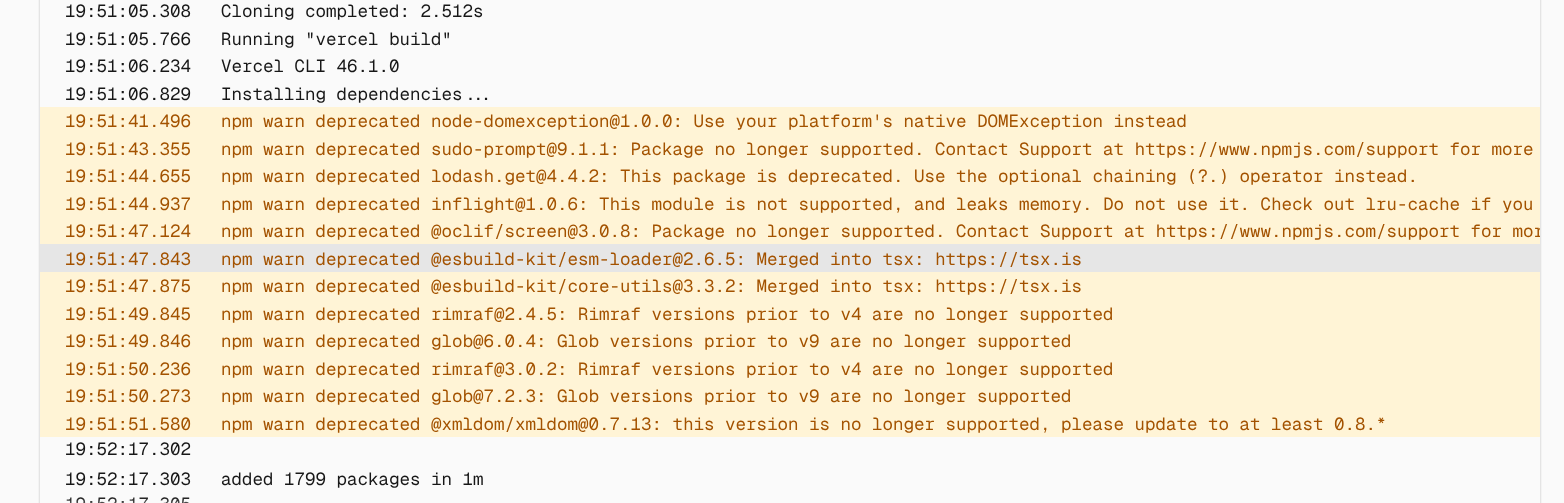 19:51:05.308 Cloning completed: 2.512s
19:51:05.766 Running "vercel build"
19:51:06.234 Vercel CLI 46.1.0
19:51:06.829 Installing dependencies...
19:51:41.496 npm warn deprecated node-domexception@1.0.0: Use your platform's native DOMException instead
19:51:43.355 npm warn deprecated sudo-prompt@9.1.1: Package no longer supported. Contact Support at https://www.npmjs.com/support for more
19:51:44.655 npm warn deprecated lodash.get@4.4.2: This package is deprecated. Use the optional chaining (?.) operator instead.
19:51:44.937 npm warn deprecated inflight@1.0.6: This module is not supported, and leaks memory. Do not use it. Check out lru-cache if you
19:51:47.124 npm warn deprecated @oclif/screen@3.0.8: Package no longer supported. Contact Support at https://www.npmjs.com/support for mor
19:51:47.843 npm warn deprecated @esbuild-kit/esm-loader@2.6.5: Merged into tsx: https://tsx.is
19:51:47.875 npm warn deprecated @esbuild-kit/core-utils@3.3.2: Merged into tsx: https://tsx.is
19:51:49.845 npm warn deprecated rimraf@2.4.5: Rimraf versions prior to v4 are no longer supported
19:51:49.846 npm warn deprecated glob@6.0.4: Glob versions prior to v9 are no longer supported
19:51:50.236 npm warn deprecated rimraf@3.0.2: Rimraf versions prior to v4 are no longer supported
19:51:50.273 npm warn deprecated glob@7.2.3: Glob versions prior to v9 are no longer supported
19:51:51.580 npm warn deprecated @xmldom/xmldom@0.7.13: this version is no longer supported, please update to at least 0.8.*
19:52:17.302
19:52:17.303 added 1799 packages in 1m